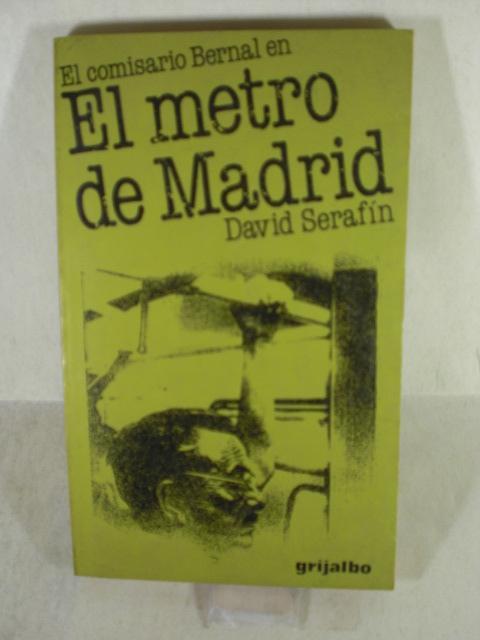 El comisario Bernal en
El metro
de Madrid
David Serafín
grijalbo